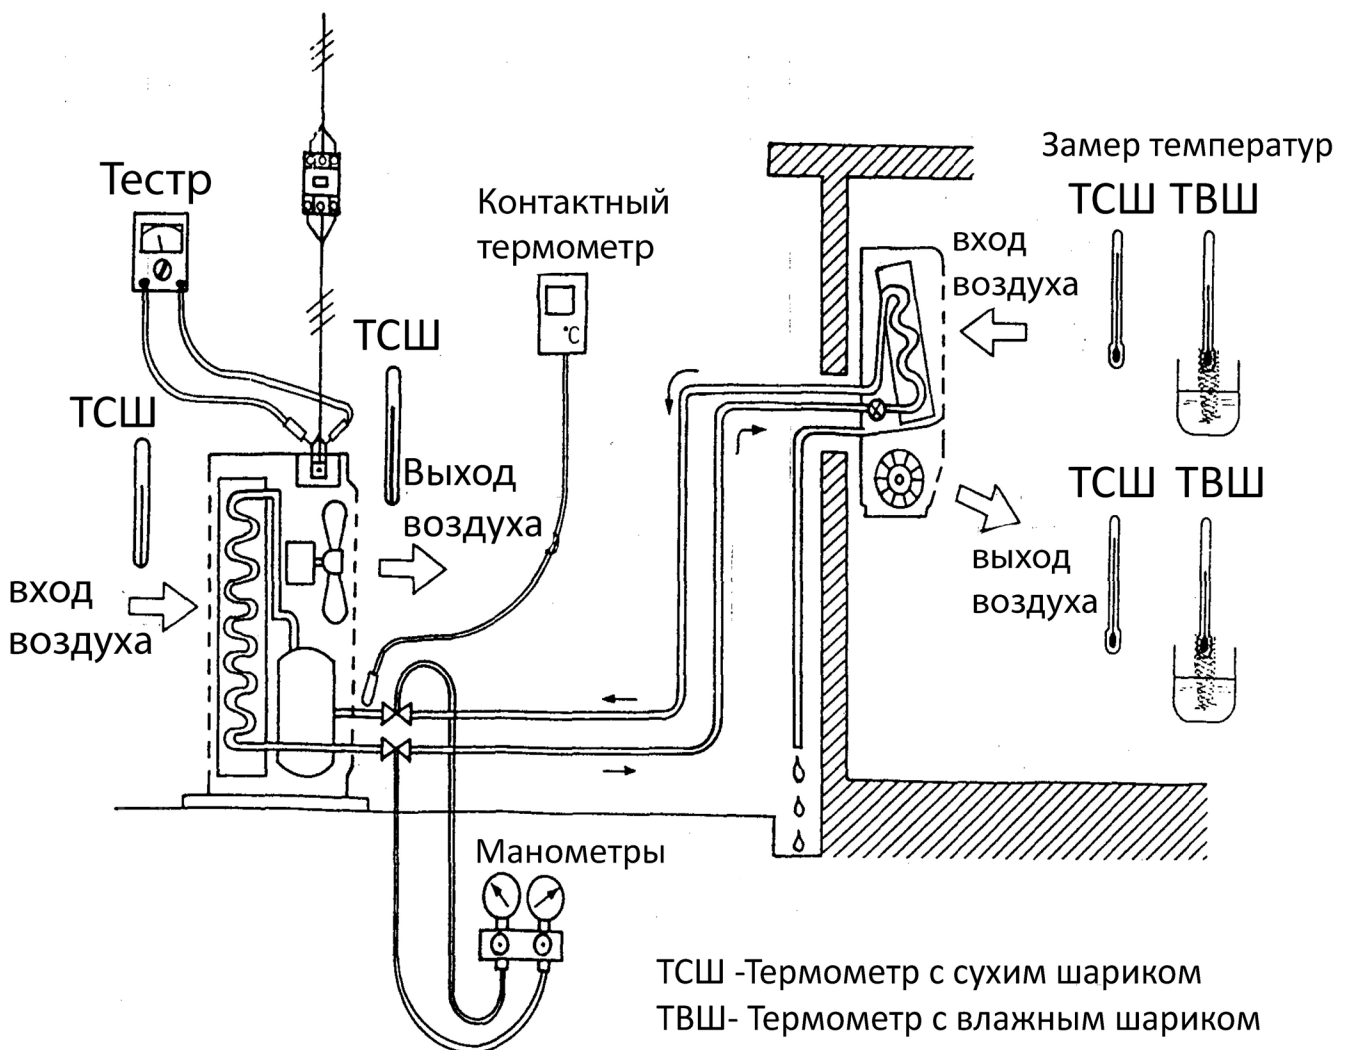 Замер температур
Тестр
ТСШ ТВШ
Контактный
термометр
вход
воздуха
°C
ТСШ
ТСШ
Выход
воздуха
ТСШ ТВШ
выход
воздуха
вход
воздуха
Манометры
ТСШ -Термометр с сухим шариком
ТВШ- Термометр с влажным шариком